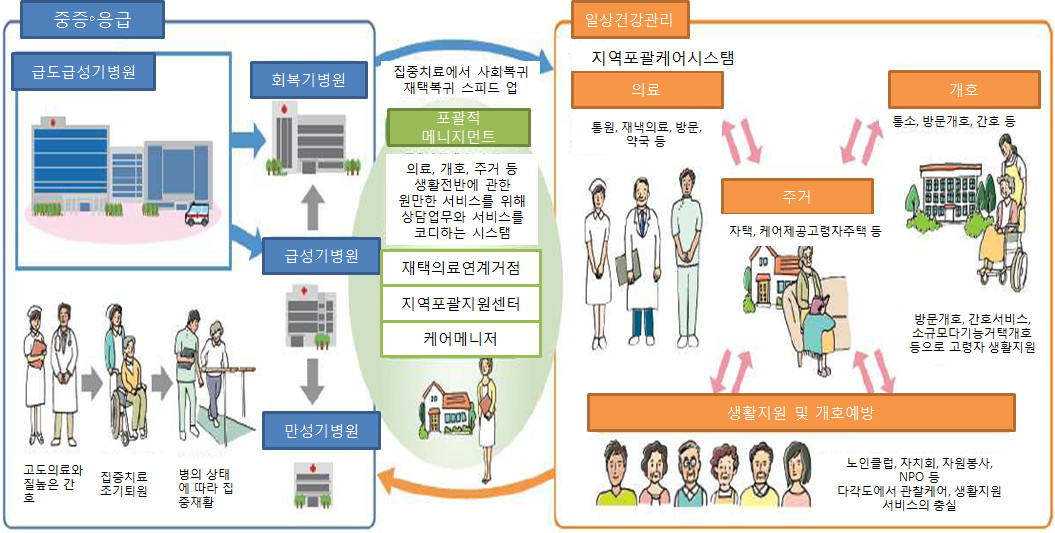 중증°응급
급도급성기병원
회복기병원
급성기병원
만성기병원
고도의료와
질높은 간
호
집중치료
조기퇴원
병의 상태
에 따라 집
중재활
집중치료에서 사회복귀
재택복귀 스피드 업
포괄적
메니지먼트
의료, 개호, 주거 등
생활전반에 관한
원만한 서비스를 위해
상담업무와 서비스를
코디하는 시스템
재택의료연계거점
지역포괄지원센터
케어메니저
일상건강관리
지역포괄케어시스탬
의료
통원, 재낵의료, 방문,
약국 등
개호
통소, 방문개호, 간호 등
주거
자택, 케어제공고령자주택 등
방문개호, 간호서비스,
소규모다기능거택개호
등으로 고령자 생활지원
생활지원 및 개호예방
노인클럽, 자치회, 자원봉사,
NPO 등
다각도에서 관찰케어, 생활지원
서비스의 충실